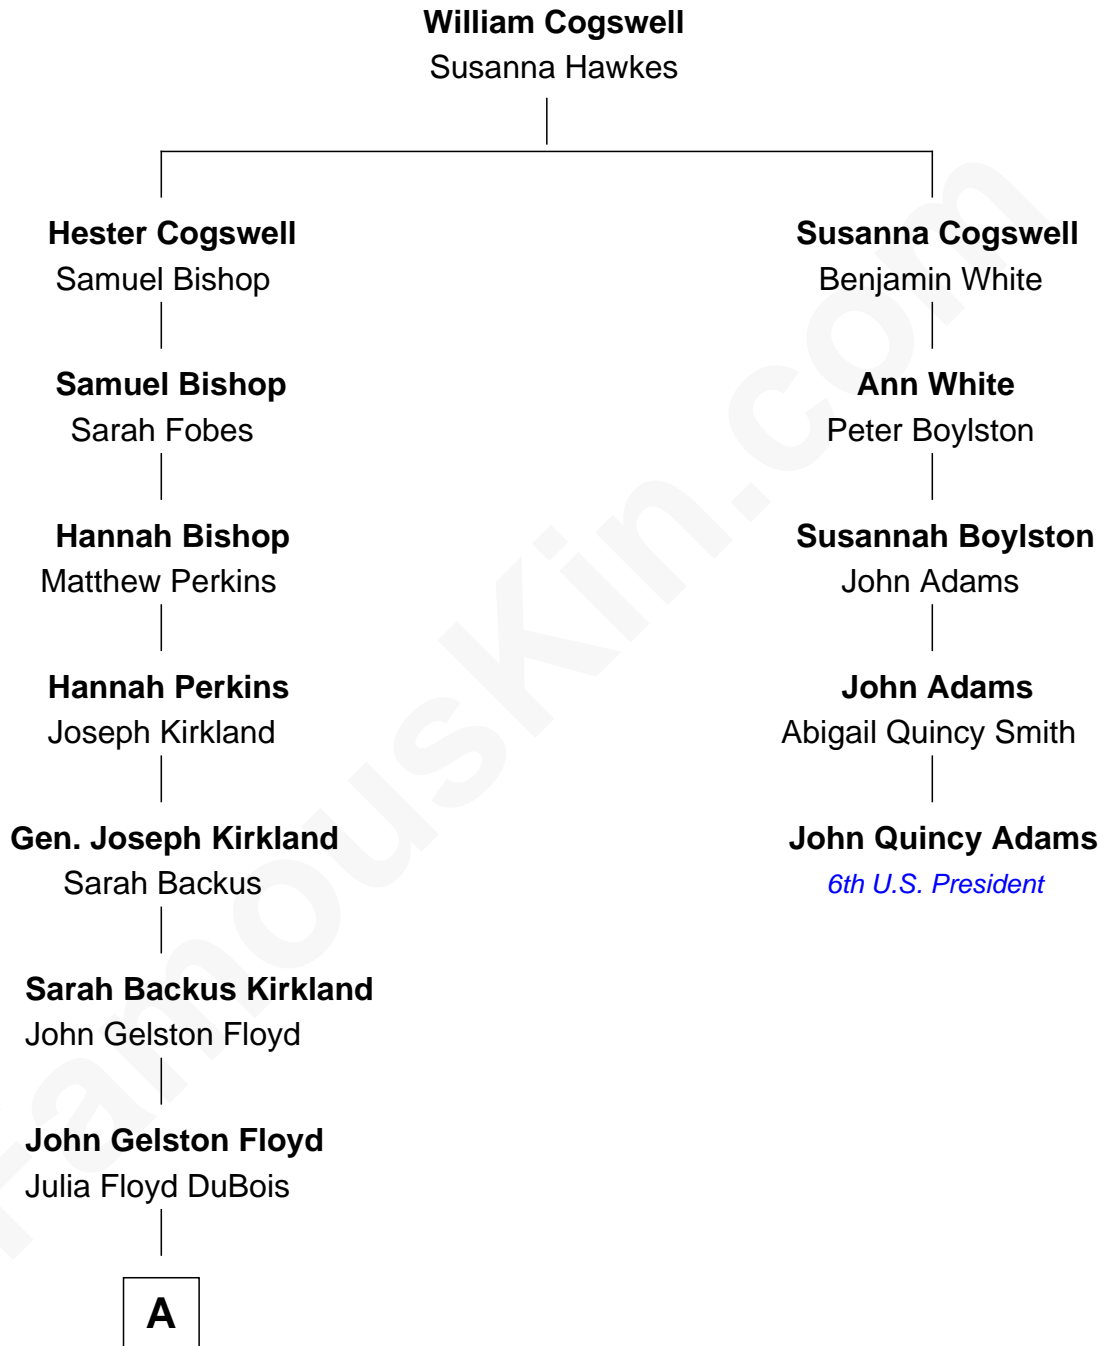 William Cogswell
Susanna Hawkes
Hester Cogswell
Samuel Bishop
Susanna Cogswell
Benjamin White
Samuel Bishop
Sarah Fobes
Ann White
Peter Boylston
Hannah Bishop
Matthew Perkins
Susannah Boylston
John Adams
Hannah Perkins
Joseph Kirkland
John Adams
Abigail Quincy Smith
Gen. Joseph Kirkland
Sarah Backus
John Quincy Adams
6th U.S. President
Sarah Backus Kirkland
John Gelston Floyd
John Gelston Floyd
Julia Floyd DuBois
A
FamousKin.com